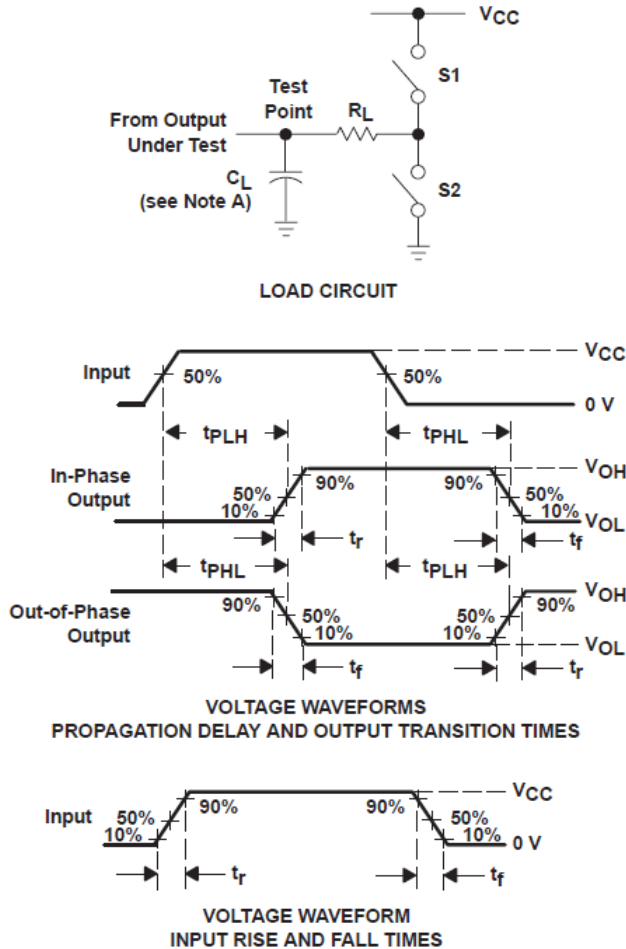 VCC
S1
Test
Point
RL
From Output
Under Test
CL
(see Note A)
S2
LOAD CIRCUIT
VCC
Input
50%
50%
0 V
tPLH
tPHL
In-Phase
Output
VOH
90%
90%
50%
50%
10%
10%
VOL
tr
tf
tPHL
tPLH
Out-of-Phase
Output
VOH
90%
90%
50%
50%
10%
10%
VOL
tf
tr
VOLTAGE WAVEFORMS
PROPAGATION DELAY AND OUTPUT TRANSITION TIMES
VCC
Input
90%
90%
50%
50%
10%
10%
0 V
tr
tf
VOLTAGE WAVEFORM
INPUT RISE AND FALL TIMES